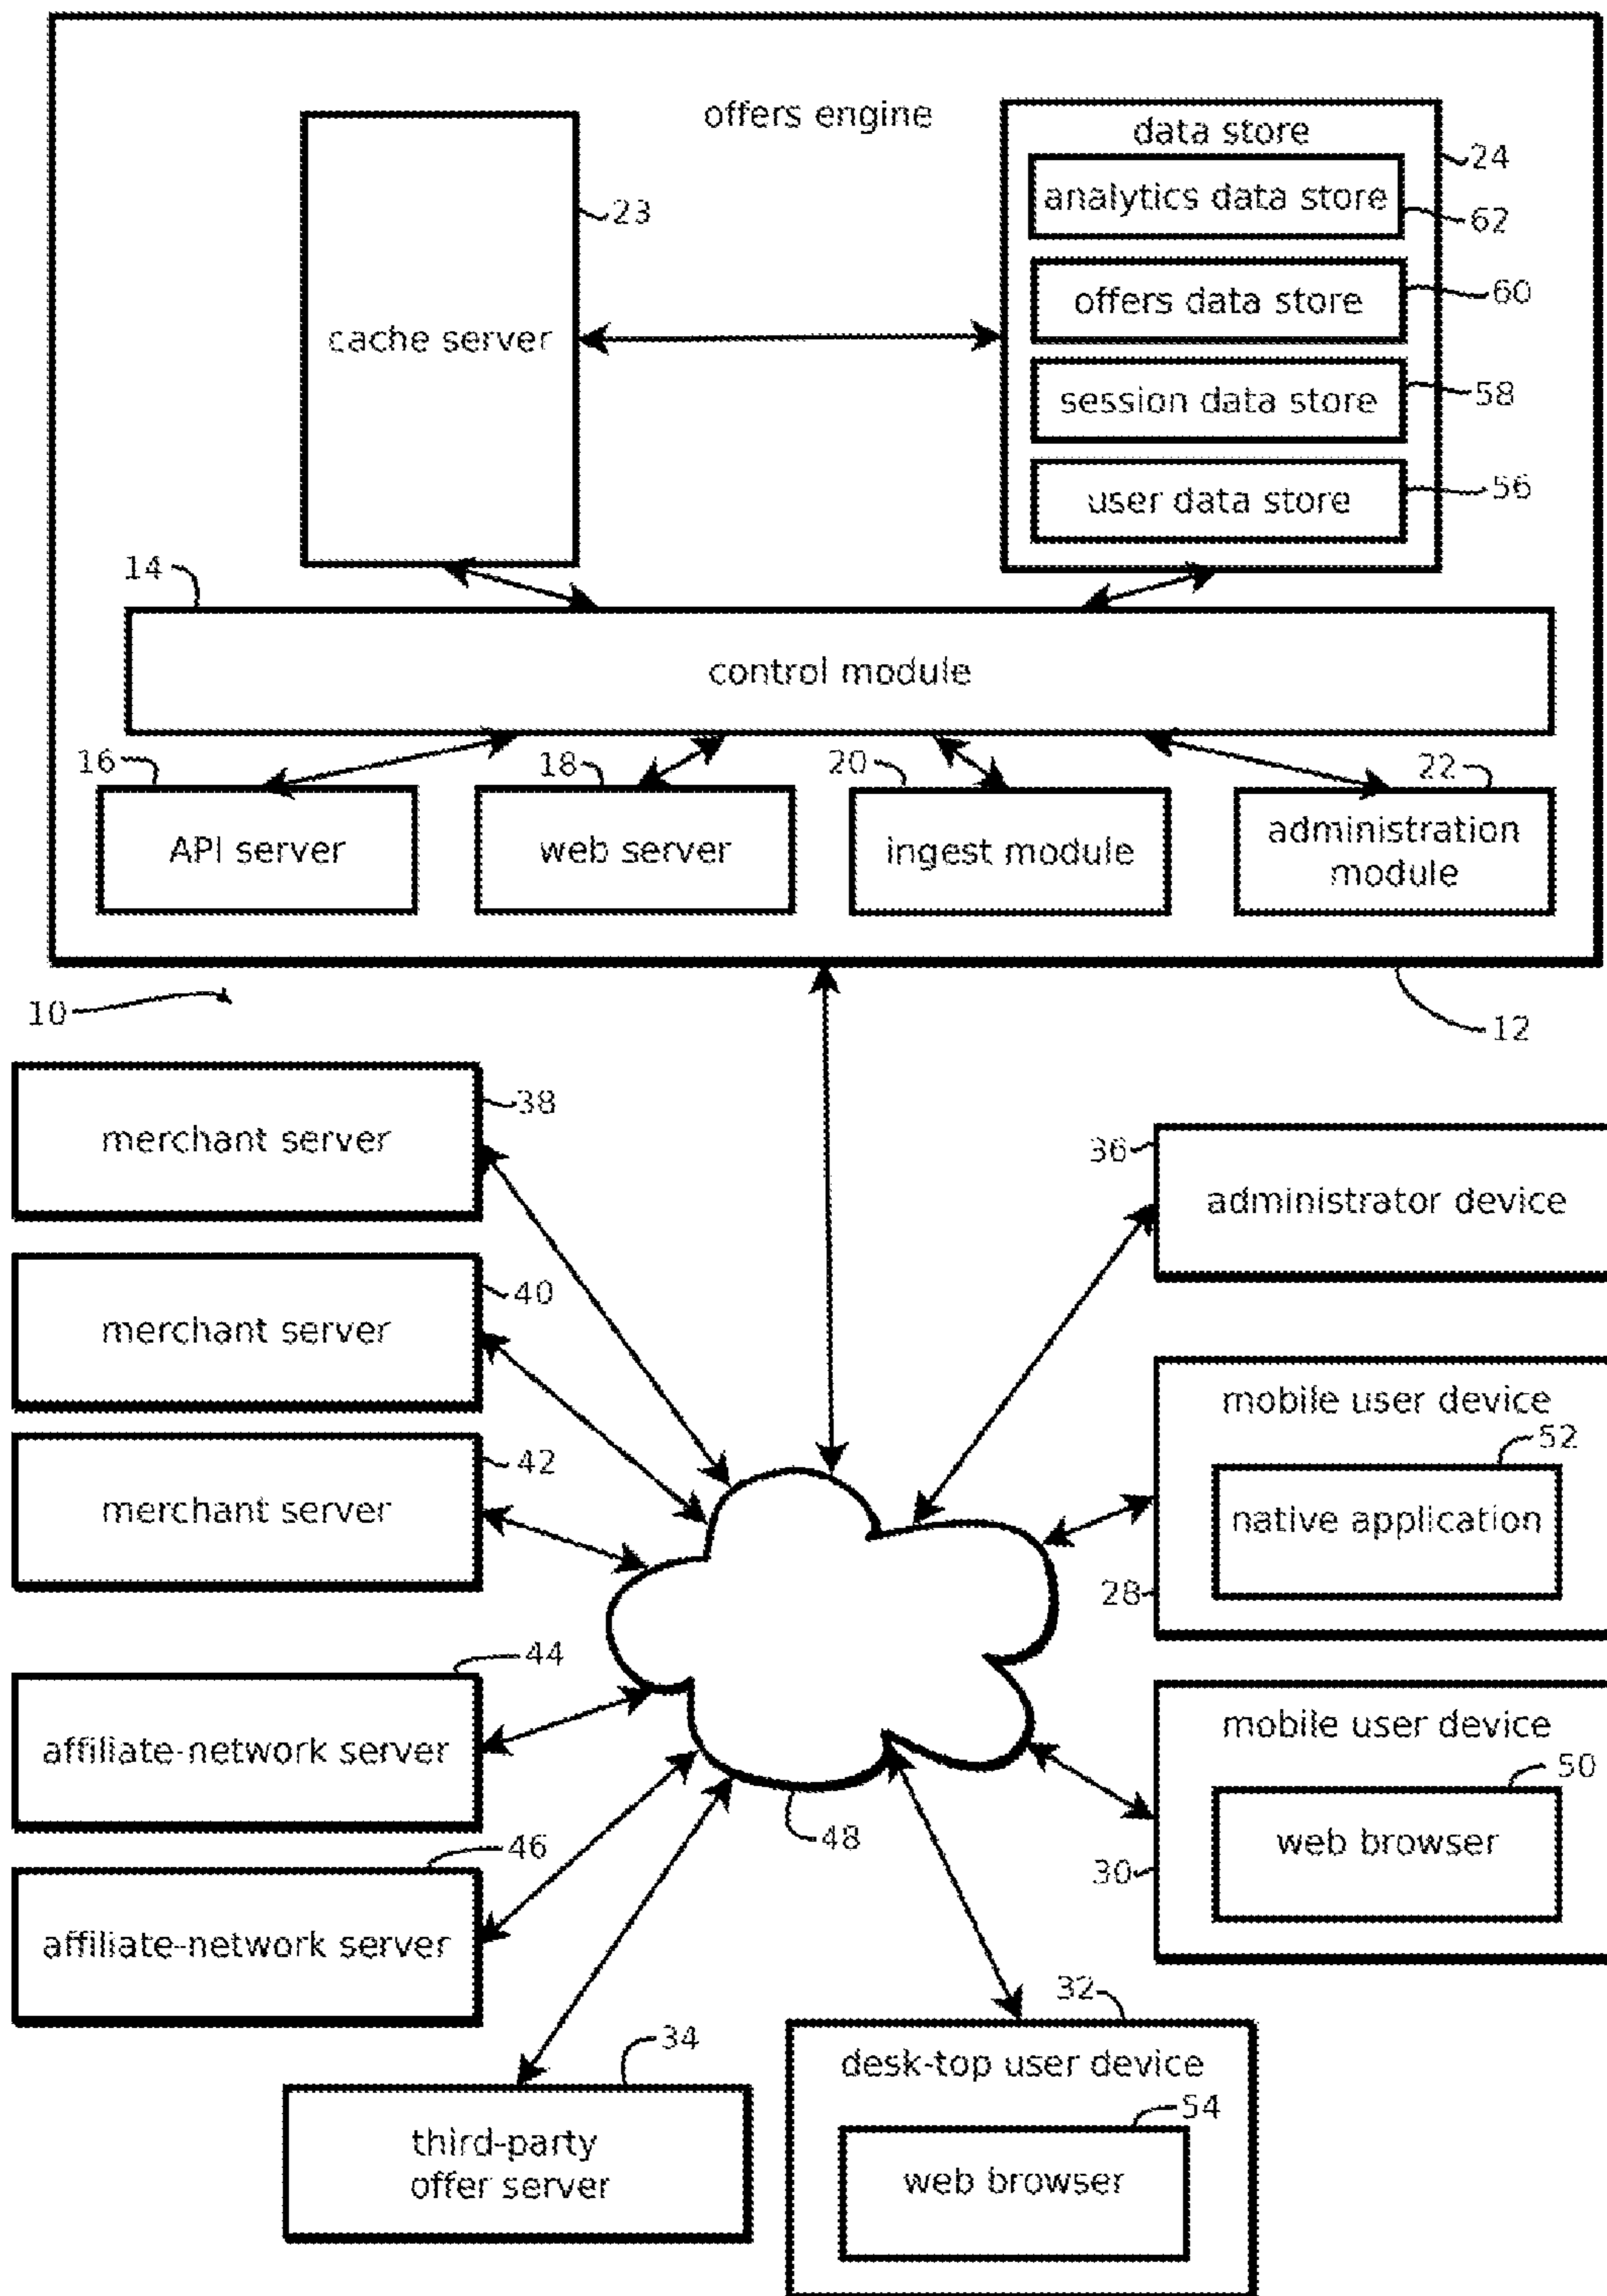 offers engine
cache server
23
data store
24
analytics data store
62
offers data store
60
session data store
58
user data store
56
14
control module
16
API server
18
web server
20
ingest module
22
administration
module
10
12
merchant server
38
merchant server
40
merchant server
42
affiliate-network server
44
affiliate-network server
46
36
administrator device
mobile user device
52
native application
28
mobile user device
50
web browser
30
48
34
third-party
offer server
32
desk-top user device
54
web browser